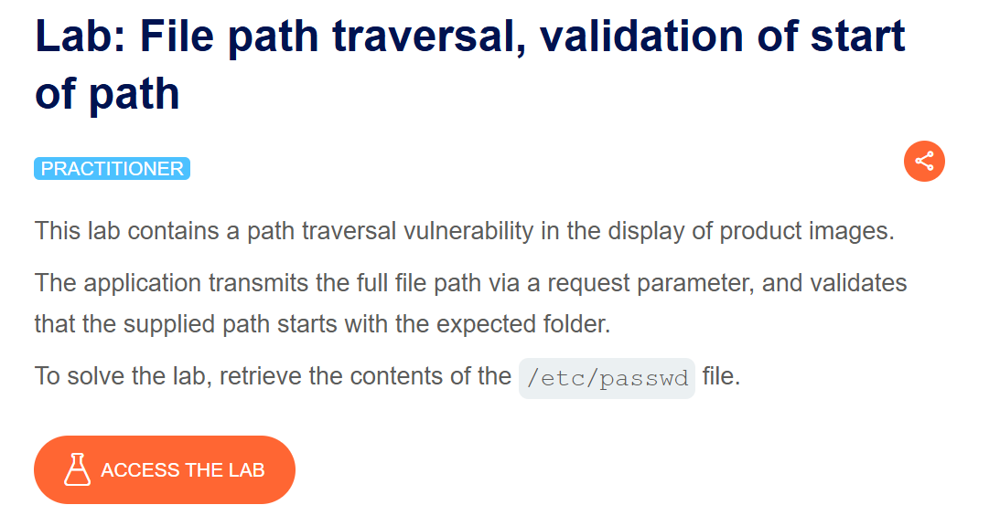 Lab: File path traversal, validation of start
of path
PRACTITIONER
This lab contains a path traversal vulnerability in the display of product images.
The application transmits the full file path via a request parameter, and validates
that the supplied path starts with the expected folder.
To solve the lab, retrieve the contents of the /etc/passwd file.
ACCESS THE LAB